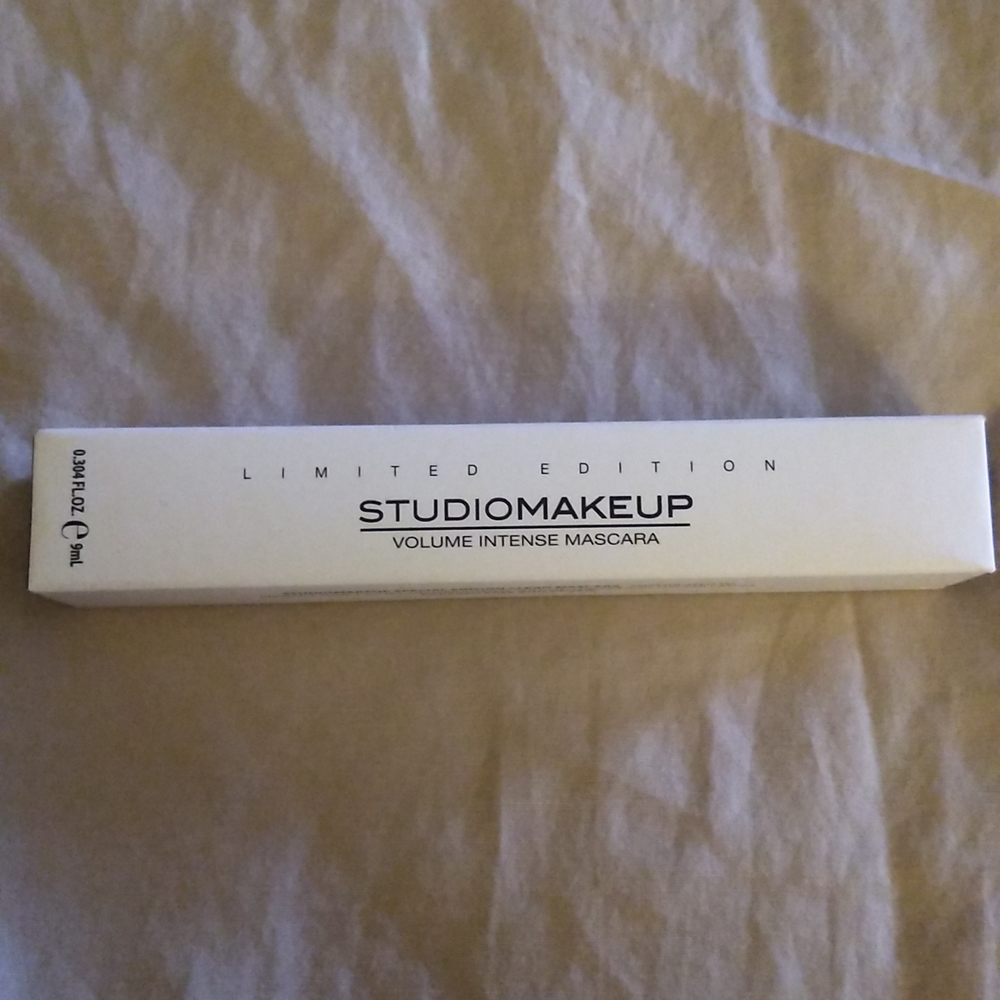 LIMITED EDITION
STUDIOMAKEUP
VOLUME INTENSE MASCARA
0.304 FL.OZ. ℮ 9mL